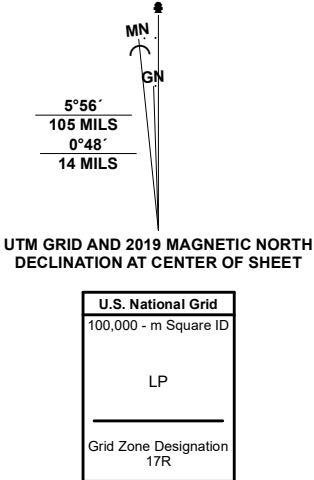 MN
GN
5°56´
105 MILS
0°48´
14 MILS
UTM GRID AND 2019 MAGNETIC NORTH
DECLINATION AT CENTER OF SHEET
U.S. National Grid
100,000 - m Square ID
LP
Grid Zone Designation
17R